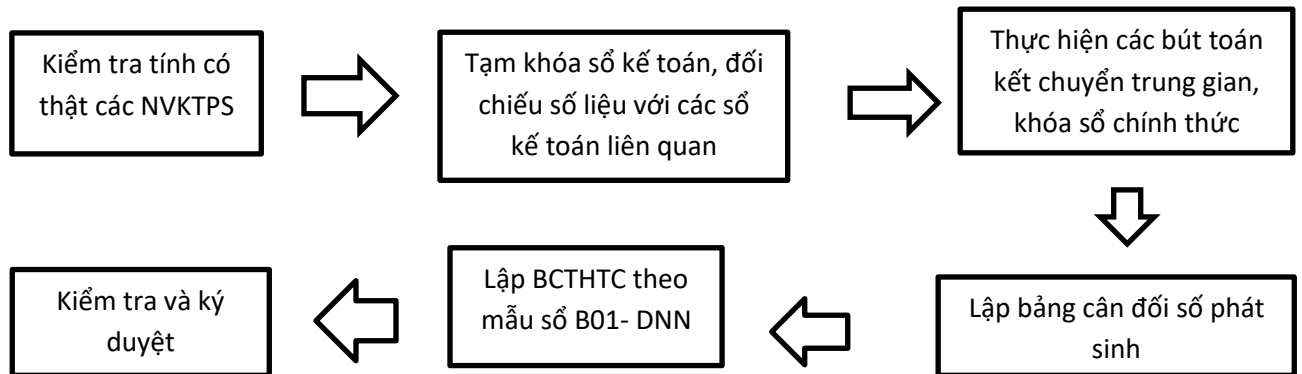 Kiểm tra tính có
thật các NVKTPS
Tạm khóa sổ kế toán, đối
chiếu số liệu với các sổ
kế toán liên quan
Thực hiện các bút toán
kết chuyển trung gian,
khóa sổ chính thức
Lập bảng cân đối số phát
sinh
Lập BCTHTC theo
mẫu số B01- DNN
Kiểm tra và ký
duyệt